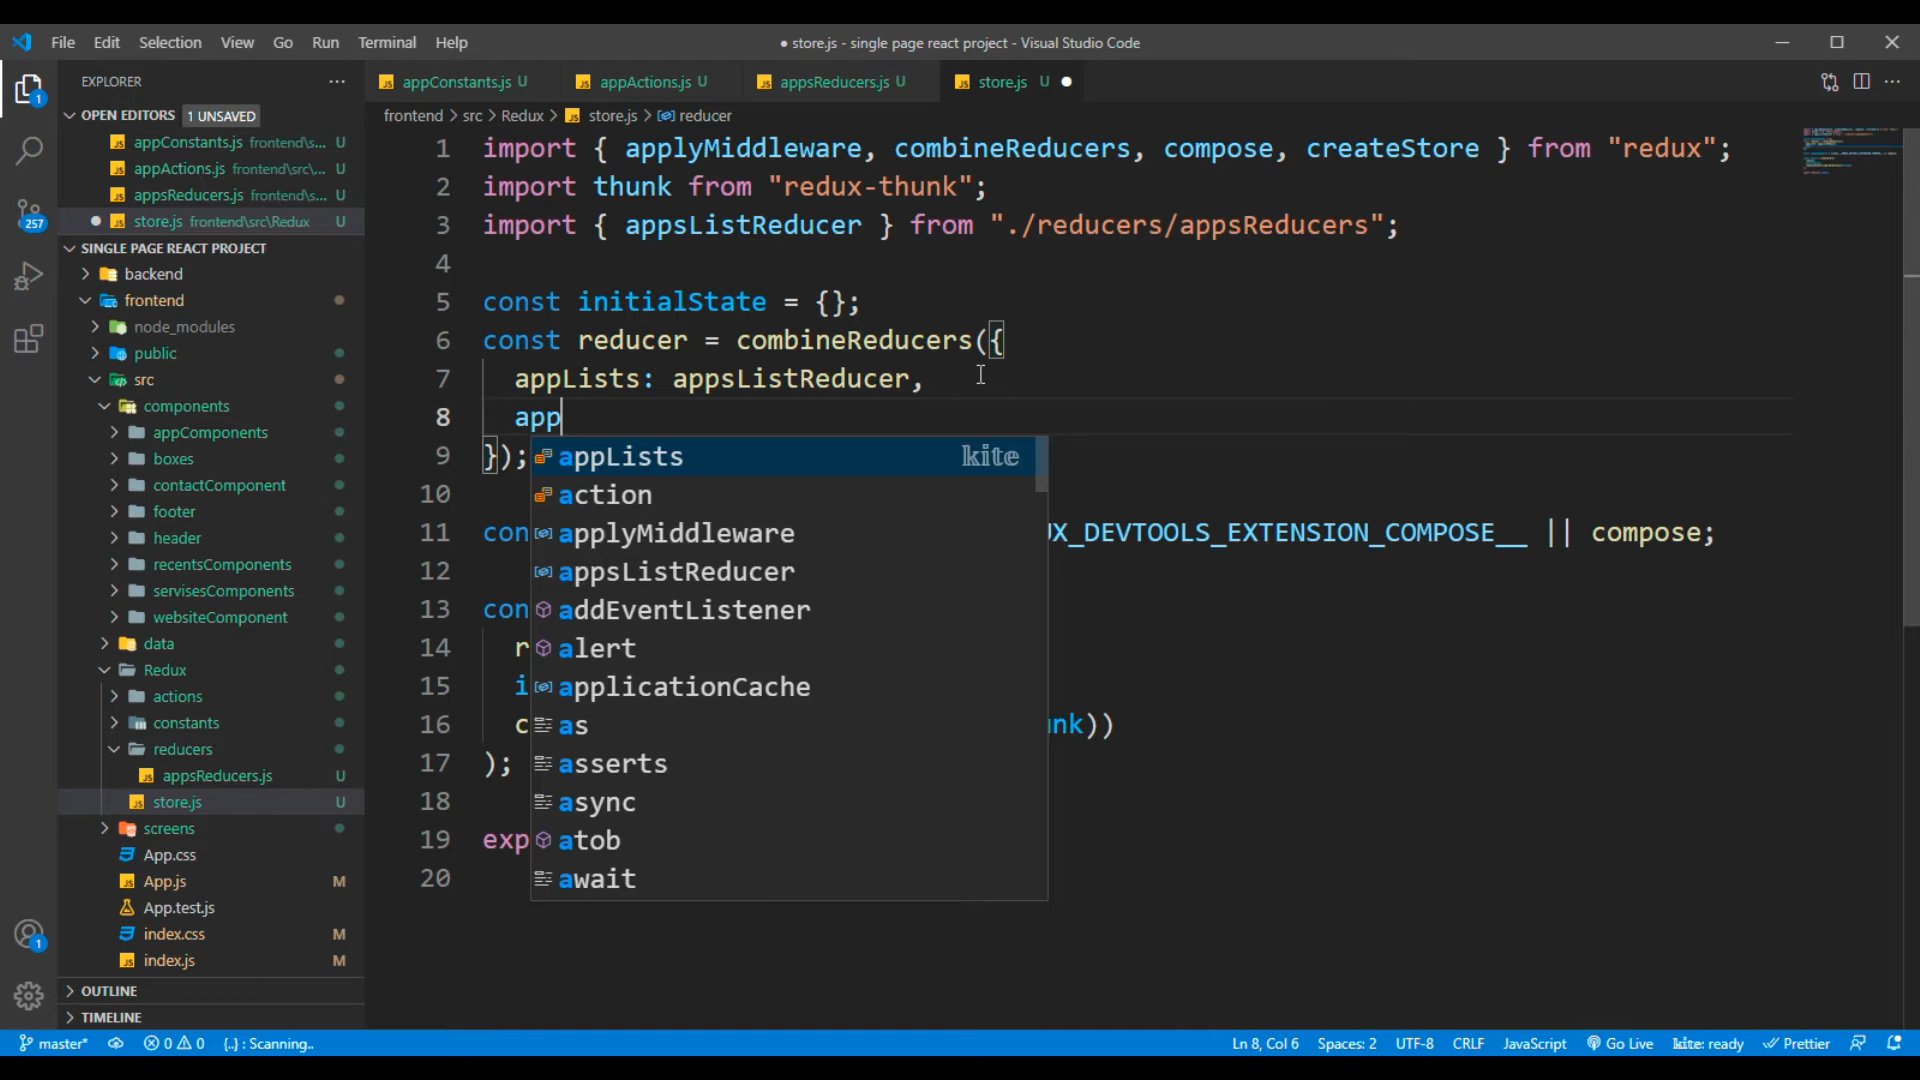 File Edit Selection View Go Run Terminal Help
● store.js - single page react project - Visual Studio Code
EXPLORER
appConstants.js U
appActions.js U
appsReducers.js U
store.js U
OPEN EDITORS 1 UNSAVED
frontend > src > Redux > store.js > reducer
appConstants.js frontend\s... U
appActions.js frontend\src\... U
appsReducers.js frontend\s... U
store.js frontend\src\Redux U
SINGLE PAGE REACT PROJECT
backend
frontend
node_modules
public
src
components
appComponents
boxes
contactComponent
footer
header
recentsComponents
servisesComponents
websiteComponent
data
Redux
actions
constants
reducers
appsReducers.js U
store.js U
screens
App.css
App.js M
App.test.js
index.css M
index.js M
OUTLINE
TIMELINE
1
257
1
1 import { applyMiddleware, combineReducers, compose, createStore } from "redux";
2 import thunk from "redux-thunk";
3 import { appsListReducer } from "./reducers/appsReducers";
4
5 const initialState = {};
6 const reducer = combineReducers({
7 appLists: appsListReducer,
8 app
9 });
10
11 con UX_DEVTOOLS_EXTENSION_COMPOSE__ || compose;
12
13 con
14 r
15 i
16 c unk))
17 );
18
19 exp
20
appLists kite
action
applyMiddleware
appsListReducer
addEventListener
alert
applicationCache
as
asserts
async
atob
await
master* 0 0 {..} : Scanning.. Ln 8, Col 6 Spaces: 2 UTF-8 CRLF JavaScript Go Live kite: ready Prettier